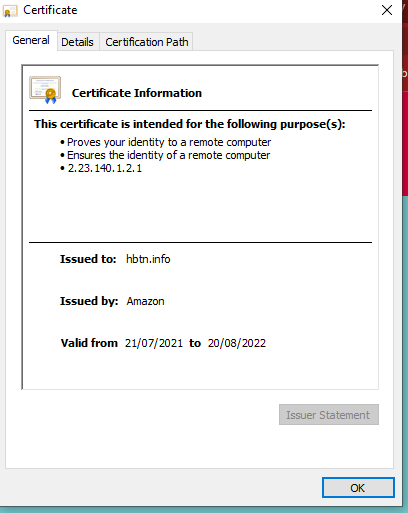 Certificate
General Details Certification Path
Certificate Information
This certificate is intended for the following purpose(s):
• Proves your identity to a remote computer
• Ensures the identity of a remote computer
• 2.23.140.1.2.1
Issued to: hbtn.info
Issued by: Amazon
Valid from 21/07/2021 to 20/08/2022
Issuer Statement
OK